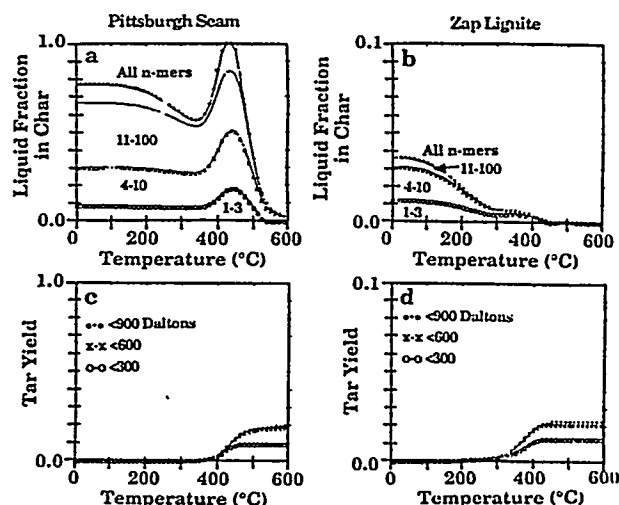 Pittsburgh Seam
Zap Lignite
1.0
a
All n-mers
11-100
4-10
1-3
0.0
Liquid Fraction
in Char
0 200 400 600
Temperature (°C)
0.1
b
All n-mers
11-100
4-10
1-3
0.0
Liquid Fraction
in Char
0 200 400 600
Temperature (°C)
1.0
c
<900 Daltons
<600
<300
0.0
Tar Yield
0 200 400 600
Temperature (°C)
0.1
d
<900 Daltons
<600
<300
0.0
Tar Yield
0 200 400 600
Temperature (°C)